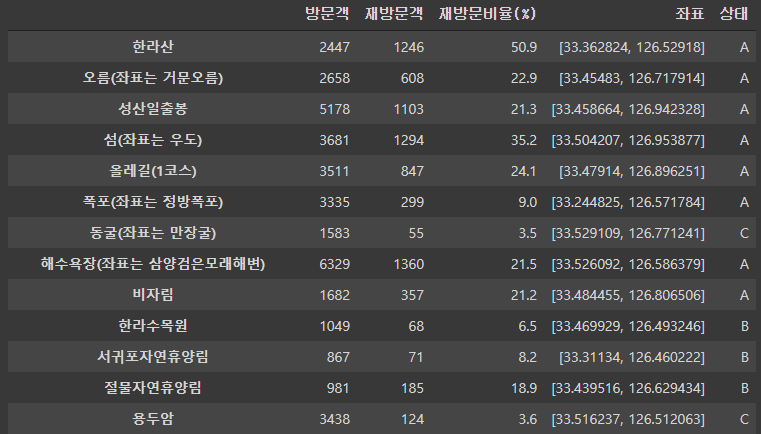 방문객 재방문객 재방문비율(%) 좌표 상태
한라산 2447 1246 50.9 [33.362824, 126.52918] A
오름(좌표는 거문오름) 2658 608 22.9 [33.45483, 126.717914] A
성산일출봉 5178 1103 21.3 [33.458664, 126.942328] A
섬(좌표는 우도) 3681 1294 35.2 [33.504207, 126.953877] A
올레길(1코스) 3511 847 24.1 [33.47914, 126.896251] A
폭포(좌표는 정방폭포) 3335 299 9.0 [33.244825, 126.571784] A
동굴(좌표는 만장굴) 1583 55 3.5 [33.529109, 126.771241] C
해수욕장(좌표는 삼양검은모래해변) 6329 1360 21.5 [33.526092, 126.586379] A
비자림 1682 357 21.2 [33.484455, 126.806506] A
한라수목원 1049 68 6.5 [33.469929, 126.493246] B
서귀포자연휴양림 867 71 8.2 [33.31134, 126.460222] B
절물자연휴양림 981 185 18.9 [33.439516, 126.629434] B
용두암 3438 124 3.6 [33.516237, 126.512063] C